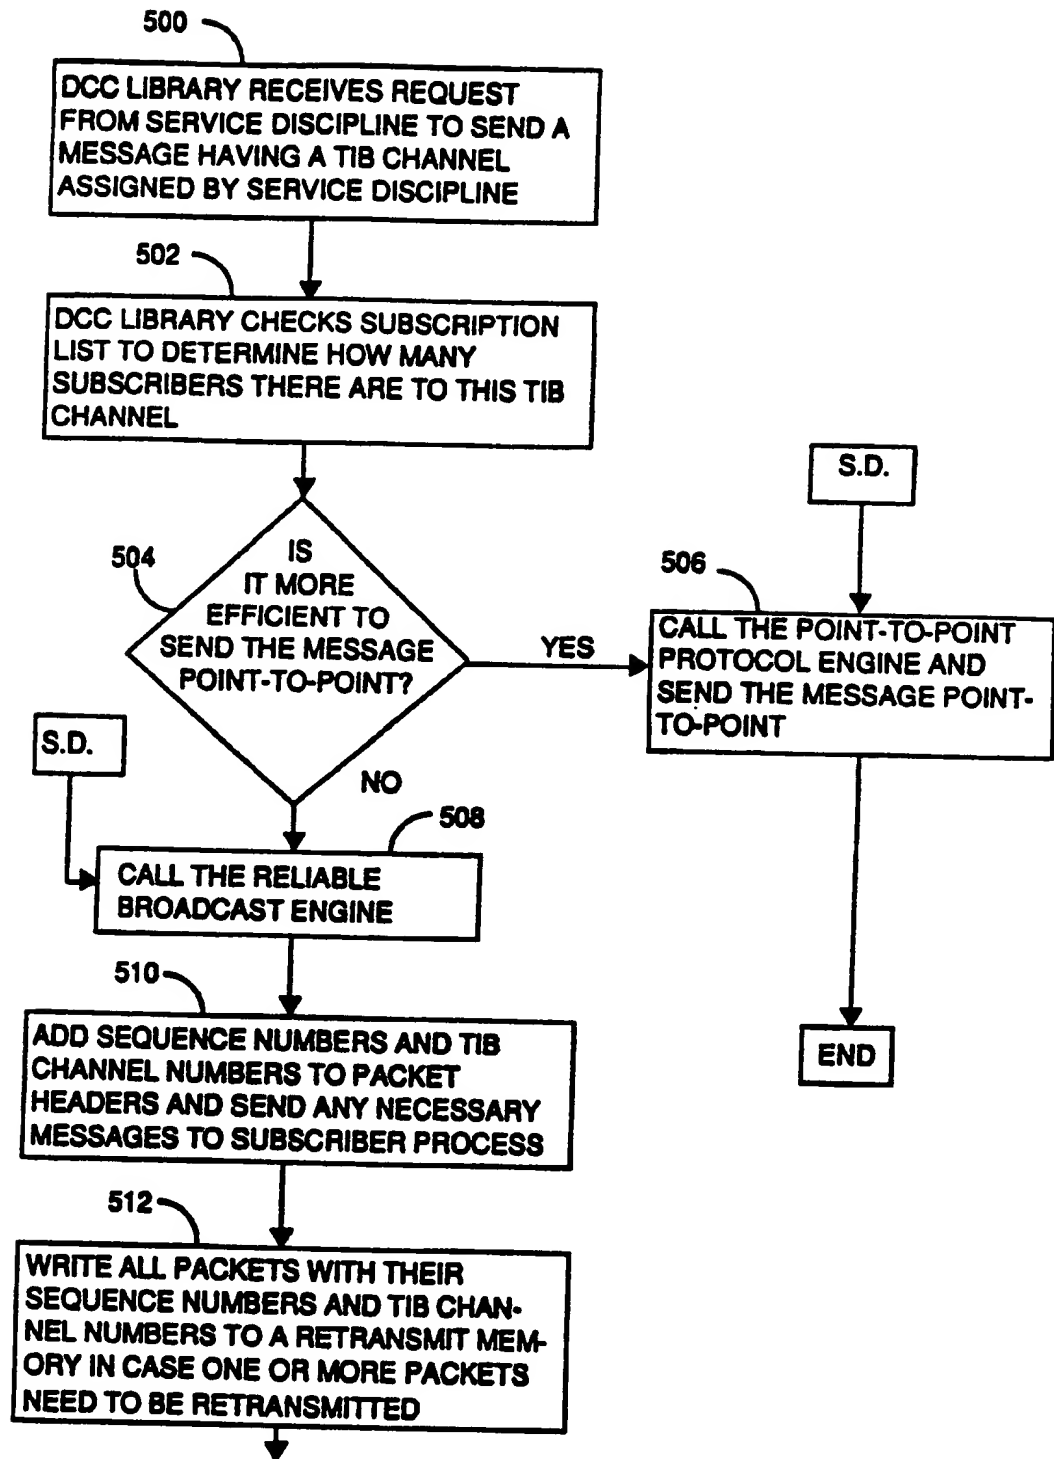 500
DCC LIBRARY RECEIVES REQUEST
FROM SERVICE DISCIPLINE TO SEND A
MESSAGE HAVING A TIB CHANNEL
ASSIGNED BY SERVICE DISCIPLINE
502
DCC LIBRARY CHECKS SUBSCRIPTION
LIST TO DETERMINE HOW MANY
SUBSCRIBERS THERE ARE TO THIS TIB
CHANNEL
504
IS
IT MORE
EFFICIENT TO
SEND THE MESSAGE
POINT-TO-POINT?
YES
S.D.
506
CALL THE POINT-TO-POINT
PROTOCOL ENGINE AND
SEND THE MESSAGE POINT-
TO-POINT
END
S.D.
NO
508
CALL THE RELIABLE
BROADCAST ENGINE
510
ADD SEQUENCE NUMBERS AND TIB
CHANNEL NUMBERS TO PACKET
HEADERS AND SEND ANY NECESSARY
MESSAGES TO SUBSCRIBER PROCESS
512
WRITE ALL PACKETS WITH THEIR
SEQUENCE NUMBERS AND TIB CHAN-
NEL NUMBERS TO A RETRANSMIT MEM-
ORY IN CASE ONE OR MORE PACKETS
NEED TO BE RETRANSMITTED